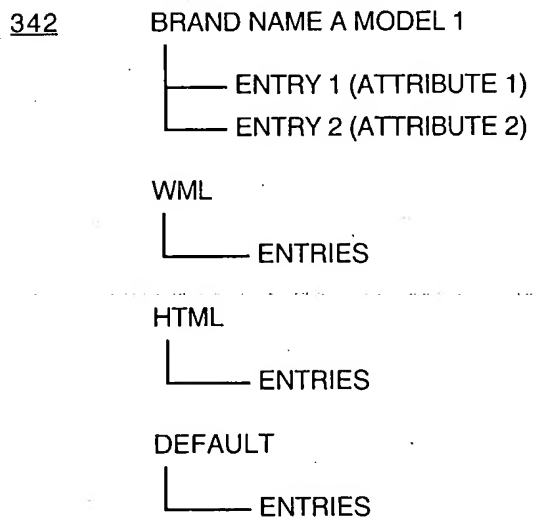 342 BRAND NAME A MODEL 1
ENTRY 1 (ATTRIBUTE 1)
ENTRY 2 (ATTRIBUTE 2)
WML
ENTRIES
HTML
ENTRIES
DEFAULT
ENTRIES